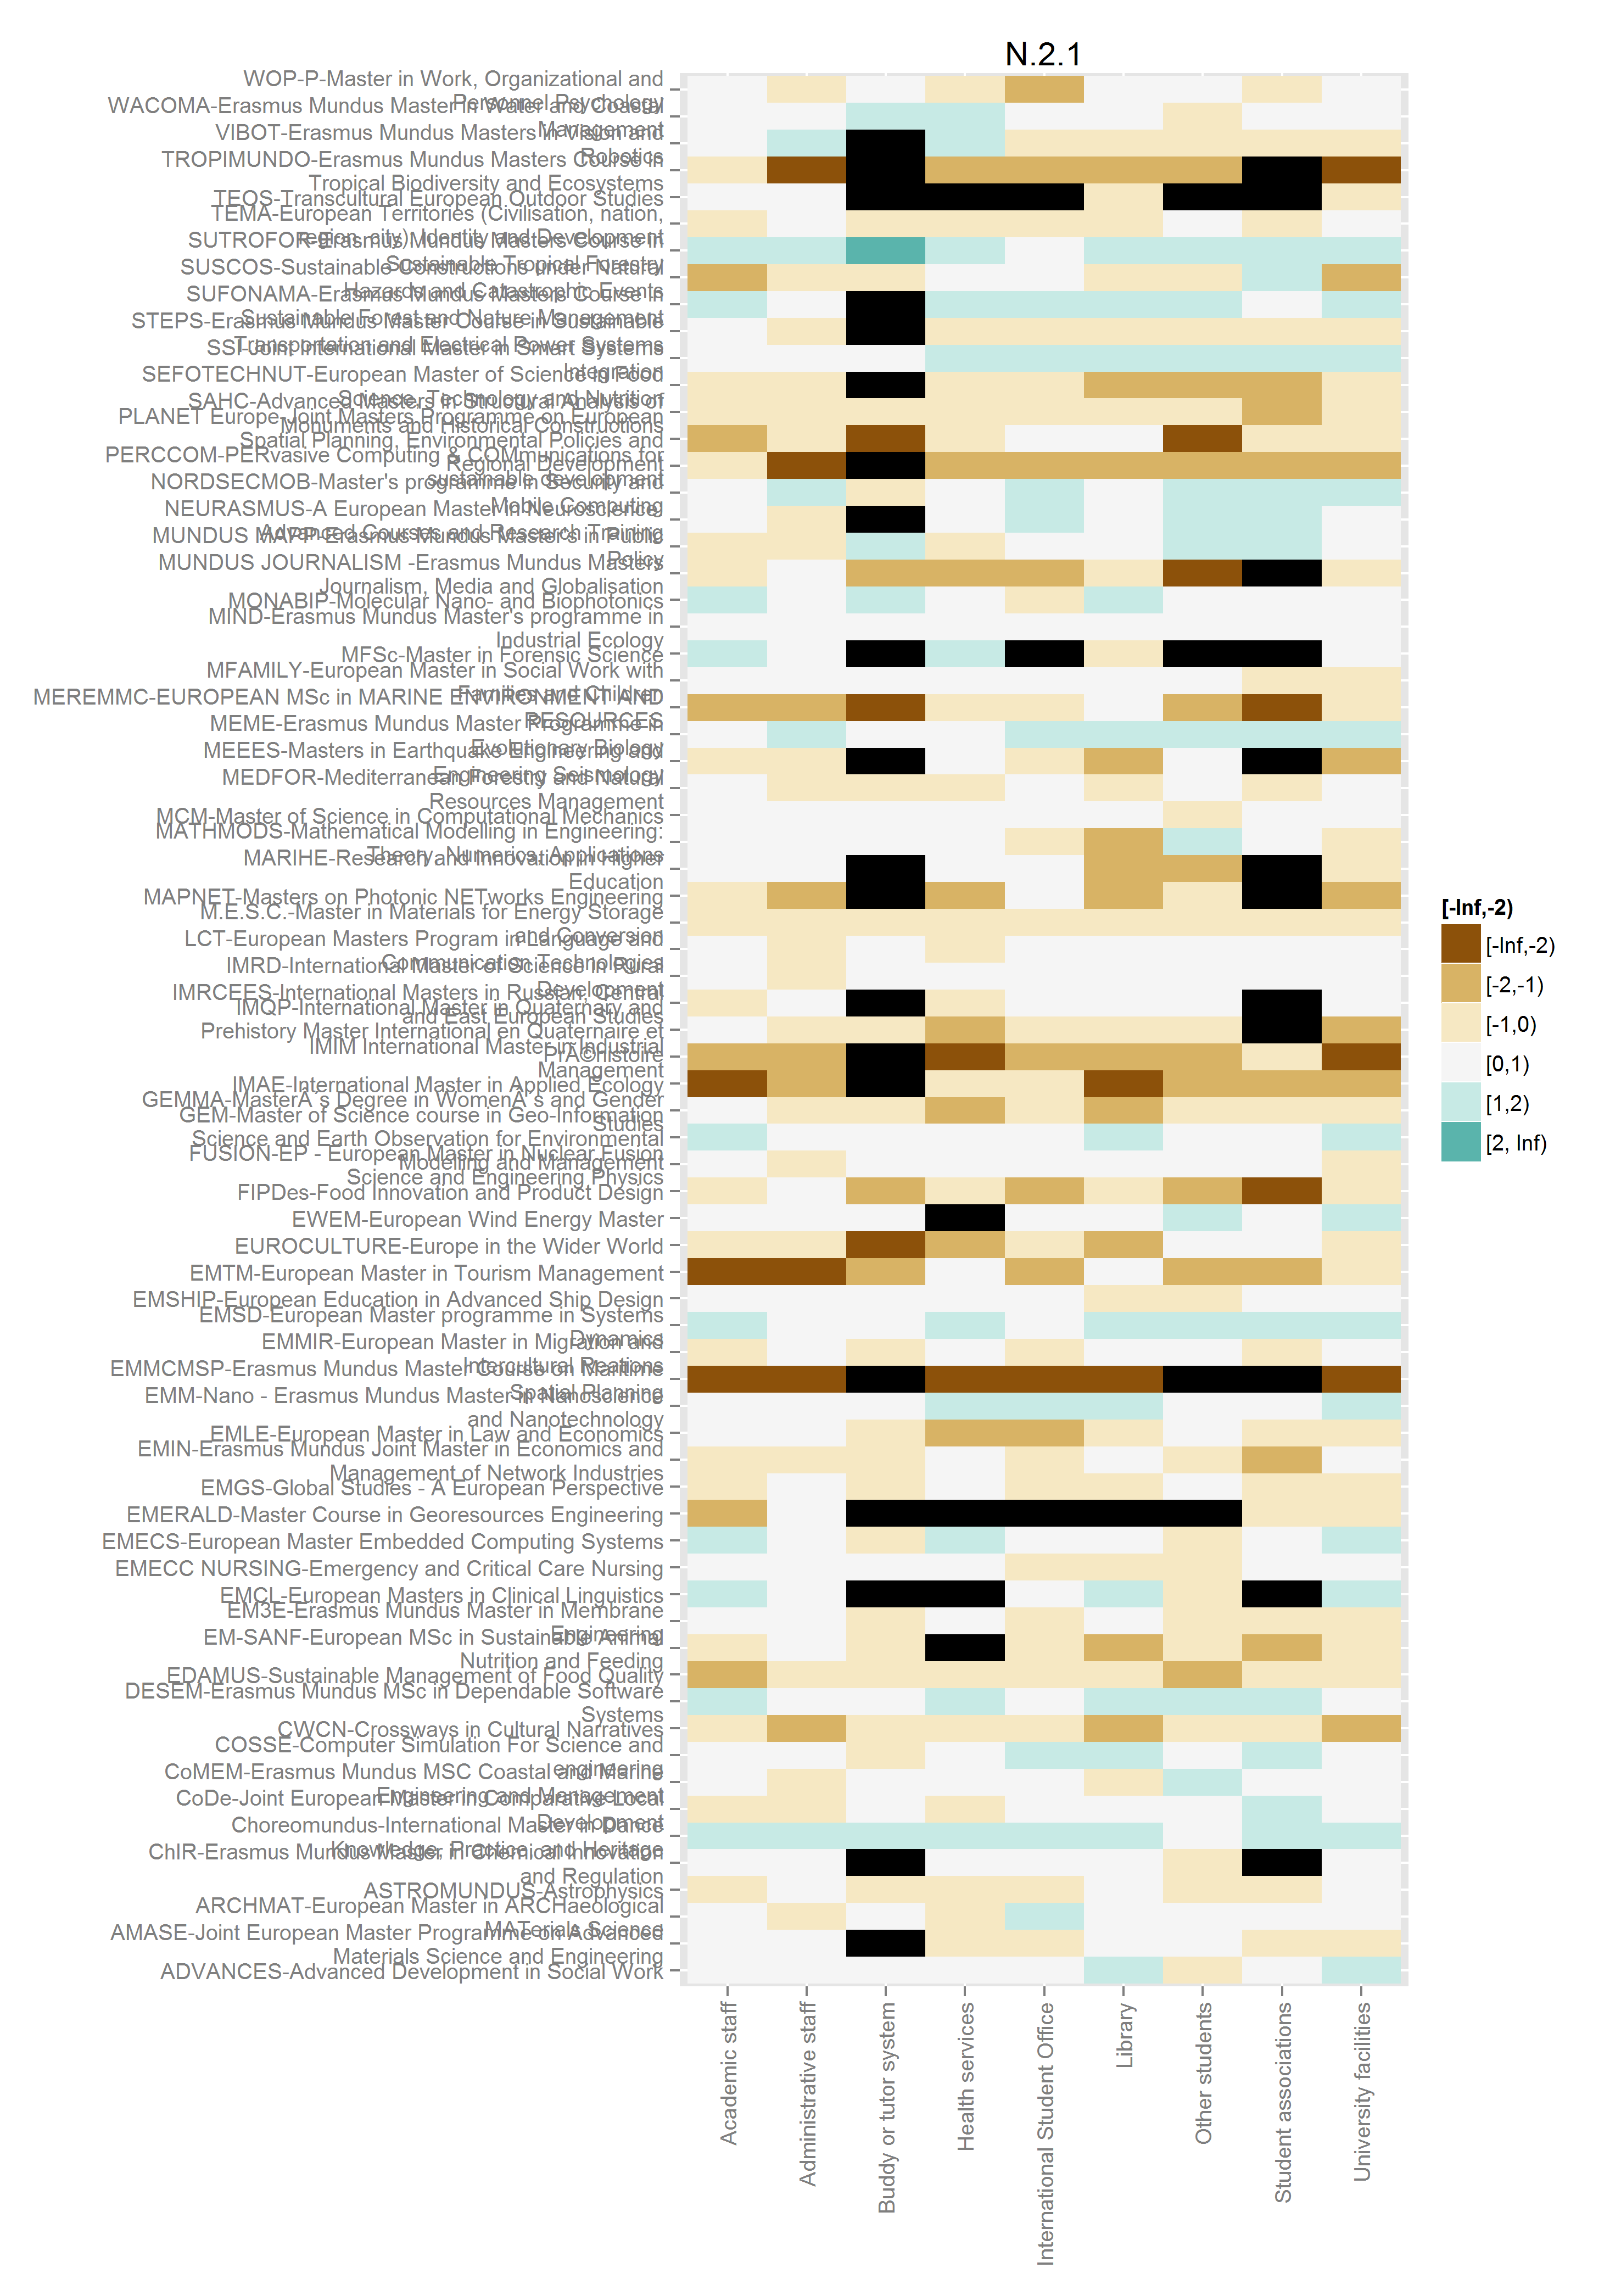 N.2.1
WOP-P-Master in Work, Organizational and
Personnel Psychology
WACOMA-Erasmus Mundus Master in Water and Coastal
Management
VIBOT-Erasmus Mundus Masters in Vision and
Robotics
TROPIMUNDO-Erasmus Mundus Masters Course in
Tropical Biodiversity and Ecosystems
TEOS-Transcultural European Outdoor Studies
TEMA-European Territories (Civilisation, nation,
region, city): Identity and Development
SUTROFOR-Erasmus Mundus Masters Course in
Sustainable Tropical Forestry
SUSCOS-Sustainable Constructions under Natural
Hazards and Catastrophic Events
SUFONAMA-Erasmus Mundus Masters Course in
Sustainable Forest and Nature Management
STEPS-Erasmus Mundus Master Course in Sustainable
Transportation and Electrical Power Systems
SSI-Joint International Master in Smart Systems
Integration
SEFOTECHNUT-European Master of Science in Food
Science, Technology and Nutrition
SAHC-Advanced Masters in Structural Analysis of
Monuments and Historical Constructions
PLANET Europe-Joint Masters Programme on European
Spatial Planning, Environmental Policies and
Regional Development
PERCCOM-PERvasive Computing & COMmunications for
sustainable development
NORDSECMOB-Master's programme in Security and
Mobile Computing
NEURASMUS-A European Master in Neuroscience:
Advanced Courses and Research Training
MUNDUS MAPP-Erasmus Mundus Master's in Public
Policy
MUNDUS JOURNALISM -Erasmus Mundus Masters
Journalism, Media and Globalisation
MONABIP-Molecular Nano- and Biophotonics
MIND-Erasmus Mundus Master's programme in
Industrial Ecology
MFSc-Master in Forensic Science
MFAMILY-European Master in Social Work with
Families and Children
MEREMMC-EUROPEAN MSc in MARINE ENVIRONMENT AND
RESOURCES
MEME-Erasmus Mundus Master Programme in
Evolutionary Biology
MEEES-Masters in Earthquake Engineering and
Engineering Seismology
MEDFOR-Mediterranean Forestry and Natural
Resources Management
MCM-Master of Science in Computational Mechanics
MATHMODS-Mathematical Modelling in Engineering:
Theory, Numerics, Applications
MARIHE-Research and Innovation in Higher
Education
MAPNET-Masters on Photonic NETworks Engineering
M.E.S.C.-Master in Materials for Energy Storage
and Conversion
LCT-European Masters Program in Language and
Communication Technologies
IMRD-International Master of Science in Rural
Development
IMRCEES-International Masters in Russian, Central
and East European Studies
IMQP-International Master in Quaternary and
Prehistory Master International en Quaternaire et
PrÃ©histoire
IMIM International Master in Industrial
Management
IMAE-International Master in Applied Ecology
GEMMA-MasterÂ´s Degree in WomenÂ´s and Gender
Studies
GEM-Master of Science course in Geo-Information
Science and Earth Observation for Environmental
Modelling and Management
FUSION-EP - European Master in Nuclear Fusion
Science and Engineering Physics
FIPDes-Food Innovation and Product Design
EWEM-European Wind Energy Master
EUROCULTURE-Europe in the Wider World
EMTM-European Master in Tourism Management
EMSHIP-European Education in Advanced Ship Design
EMSD-European Master programme in Systems
Dynamics
EMMIR-European Master in Migration and
Intercultural Reations
EMMCMSP-Erasmus Mundus Master Course on Maritime
Spatial Planning
EMM-Nano - Erasmus Mundus Master in Nanoscience
and Nanotechnology
EMLE-European Master in Law and Economics
EMIN-Erasmus Mundus Joint Master in Economics and
Management of Network Industries
EMGS-Global Studies - A European Perspective
EMERALD-Master Course in Georesources Engineering
EMECS-European Master Embedded Computing Systems
EMECC NURSING-Emergency and Critical Care Nursing
EMCL-European Masters in Clinical Linguistics
EM3E-Erasmus Mundus Master in Membrane
Engineering
EM-SANF-European MSc in Sustainable Animal
Nutrition and Feeding
EDAMUS-Sustainable Management of Food Quality
DESEM-Erasmus Mundus MSc in Dependable Software
Systems
CWCN-Crossways in Cultural Narratives
COSSE-Computer Simulation For Science and
engineering
CoMEM-Erasmus Mundus MSC Coastal and Marine
Engineering and Management
CoDe-Joint European Master in Comparative Local
Development
Choreomundus-International Master in Dance
Knowledge, Practice, and Heritage
ChIR-Erasmus Mundus Master in Chemical Innovation
and Regulation
ASTROMUNDUS-Astrophysics
ARCHMAT-European Master in ARCHaeological
MATerials Science
AMASE-Joint European Master Programme on Advanced
Materials Science and Engineering
ADVANCES-Advanced Development in Social Work
Academic staff
Administrative staff
Buddy or tutor system
Health services
International Student Office
Library
Other students
Student associations
University facilities
[-Inf,-2)
[-Inf,-2)
[-2,-1)
[-1,0)
[0,1)
[1,2)
[2, Inf)